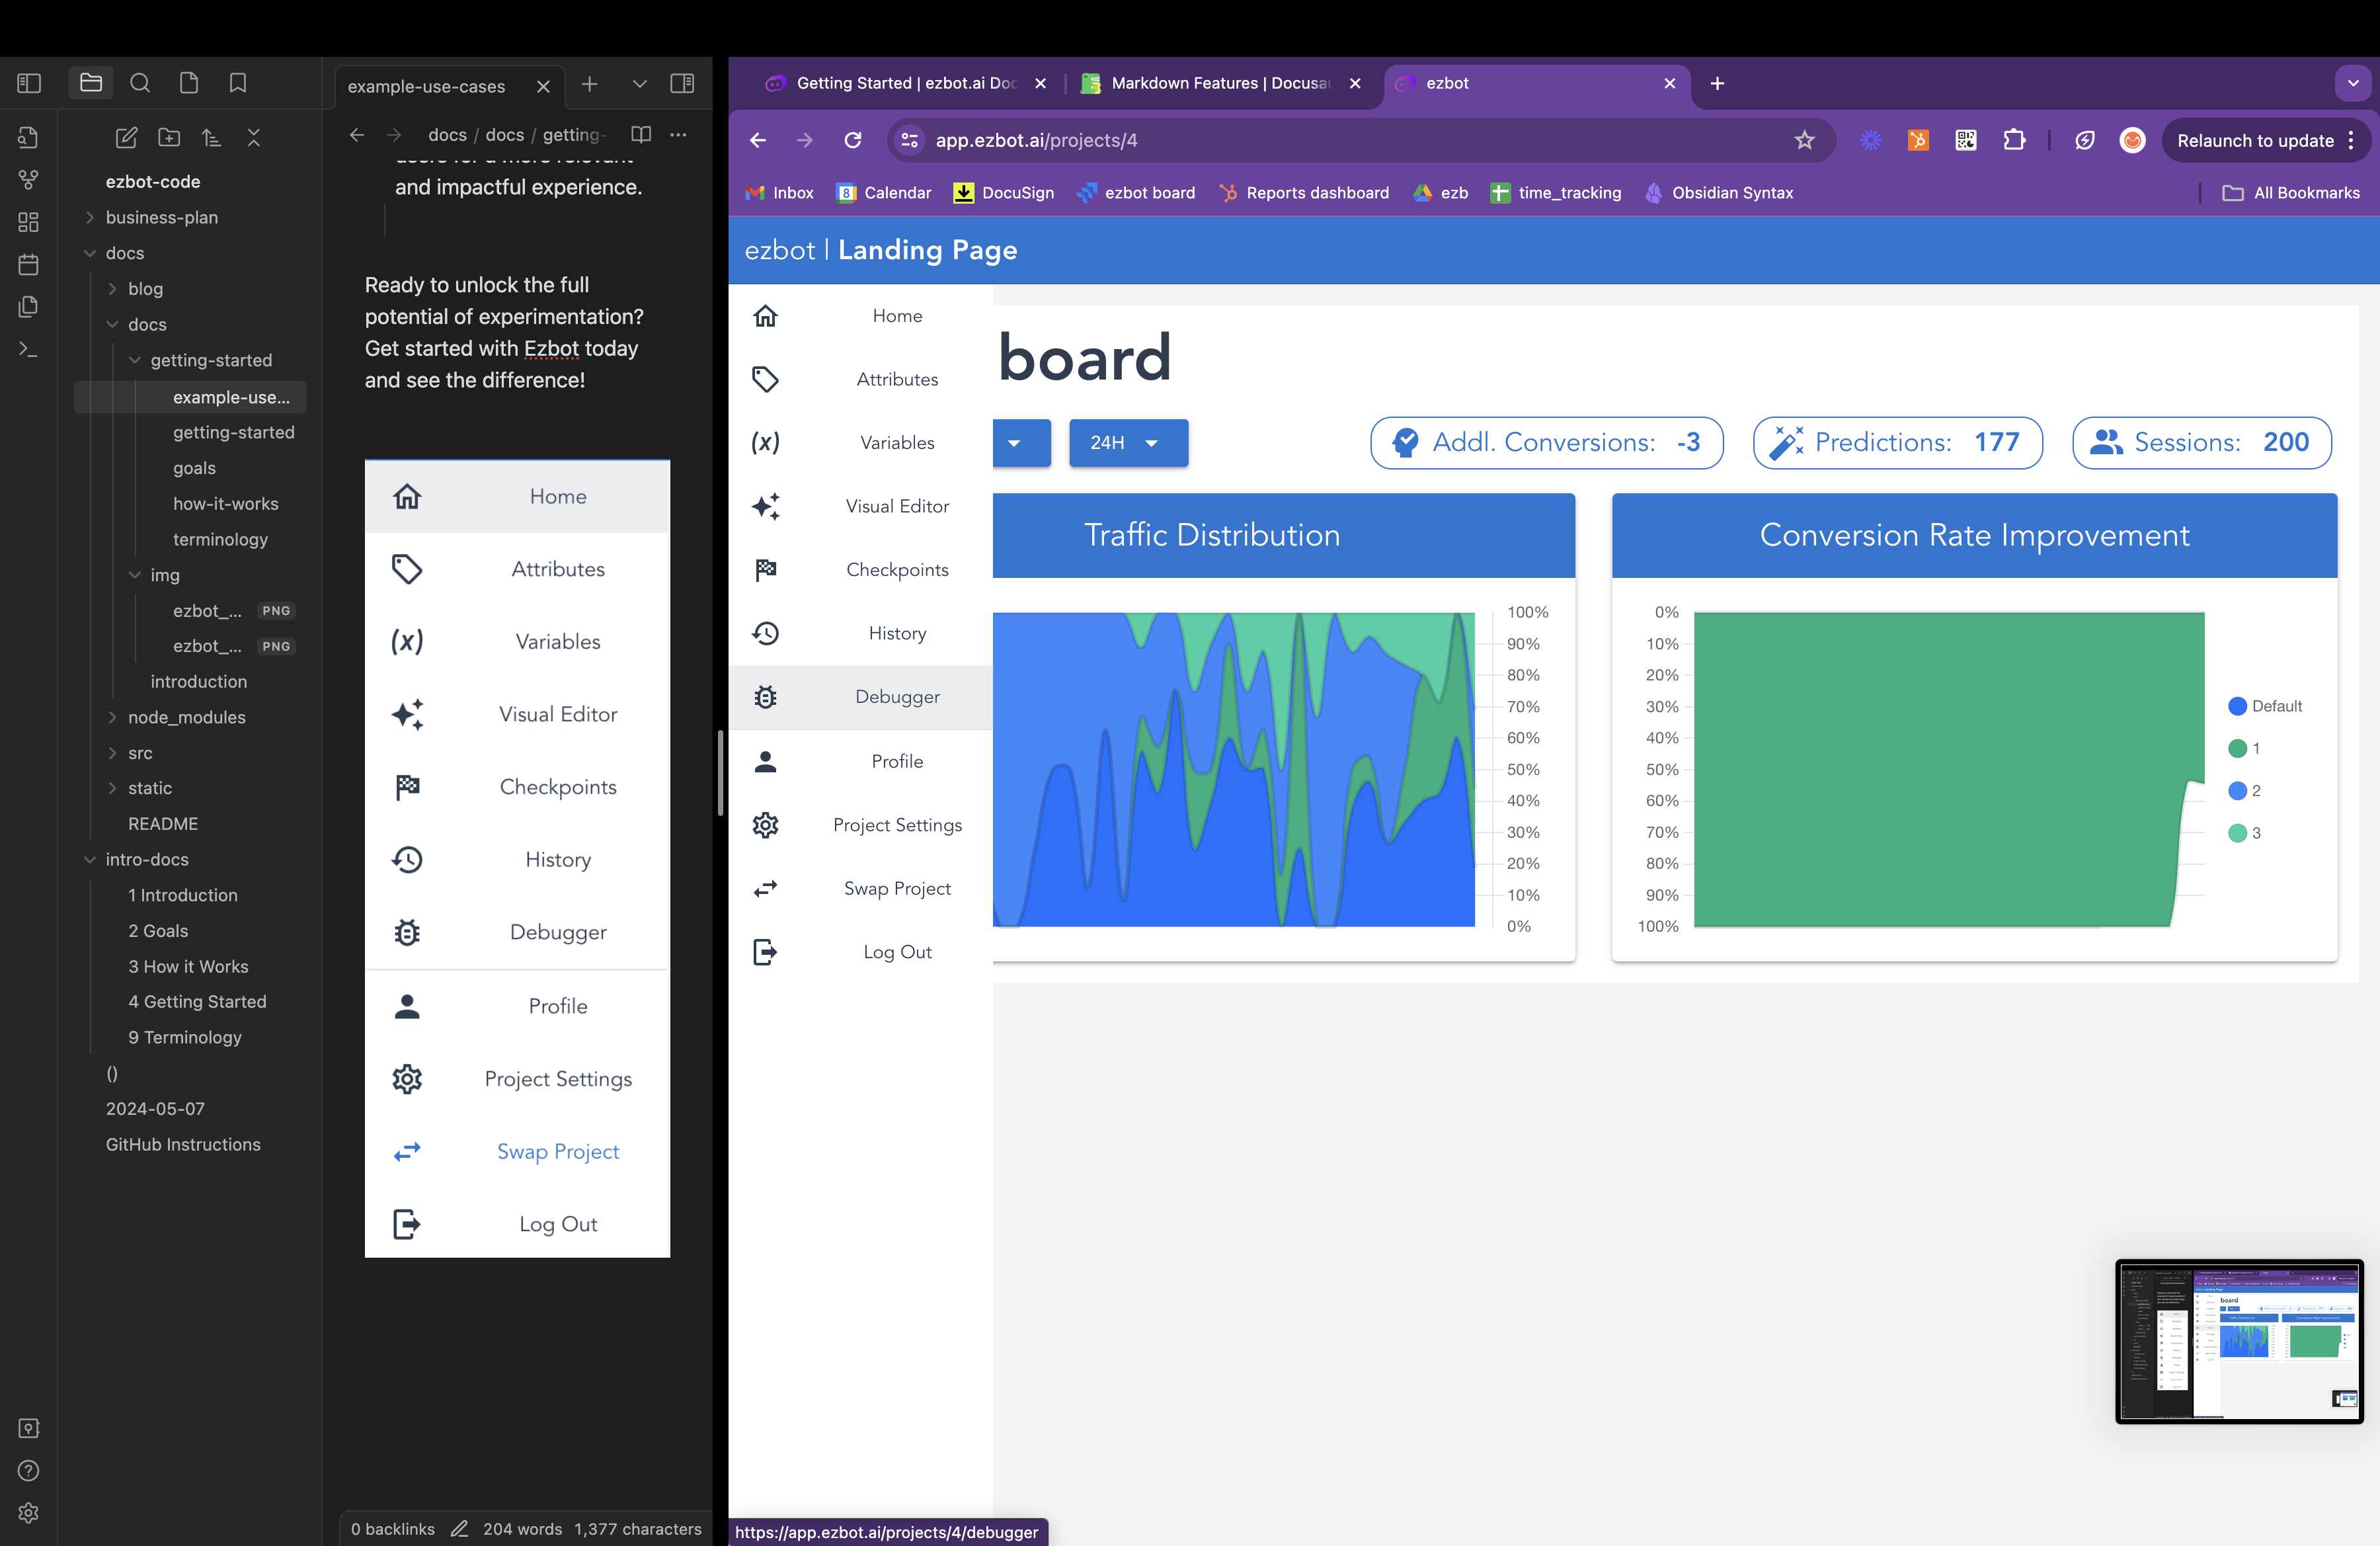 example-use-cases
docs / docs / getting-
and impactful experience.
Ready to unlock the full
potential of experimentation?
Get started with Ezbot today
and see the difference!
Home
Attributes
Variables
Visual Editor
Checkpoints
History
Debugger
Profile
Project Settings
Swap Project
Log Out
0 backlinks 204 words 1,377 characters
ezbot-code
business-plan
docs
blog
docs
getting-started
example-use...
getting-started
goals
how-it-works
terminology
img
ezbot_... PNG
ezbot_... PNG
introduction
node_modules
src
static
README
intro-docs
1 Introduction
2 Goals
3 How it Works
4 Getting Started
9 Terminology
()
2024-05-07
GitHub Instructions
Getting Started | ezbot.ai Doc
Markdown Features | Docusau
ezbot
app.ezbot.ai/projects/4
Relaunch to update
Inbox
8 Calendar
DocuSign
ezbot board
Reports dashboard
ezb
time_tracking
Obsidian Syntax
All Bookmarks
ezbot | Landing Page
Home
Attributes
(x) Variables
Visual Editor
Checkpoints
History
Debugger
Profile
Project Settings
Swap Project
Log Out
board
24H
Addl. Conversions: -3
Predictions: 177
Sessions: 200
Traffic Distribution
100%
90%
80%
70%
60%
50%
40%
30%
20%
10%
0%
Conversion Rate Improvement
0%
10%
20%
30%
40%
50%
60%
70%
80%
90%
100%
Default
1
2
3
https://app.ezbot.ai/projects/4/debugger